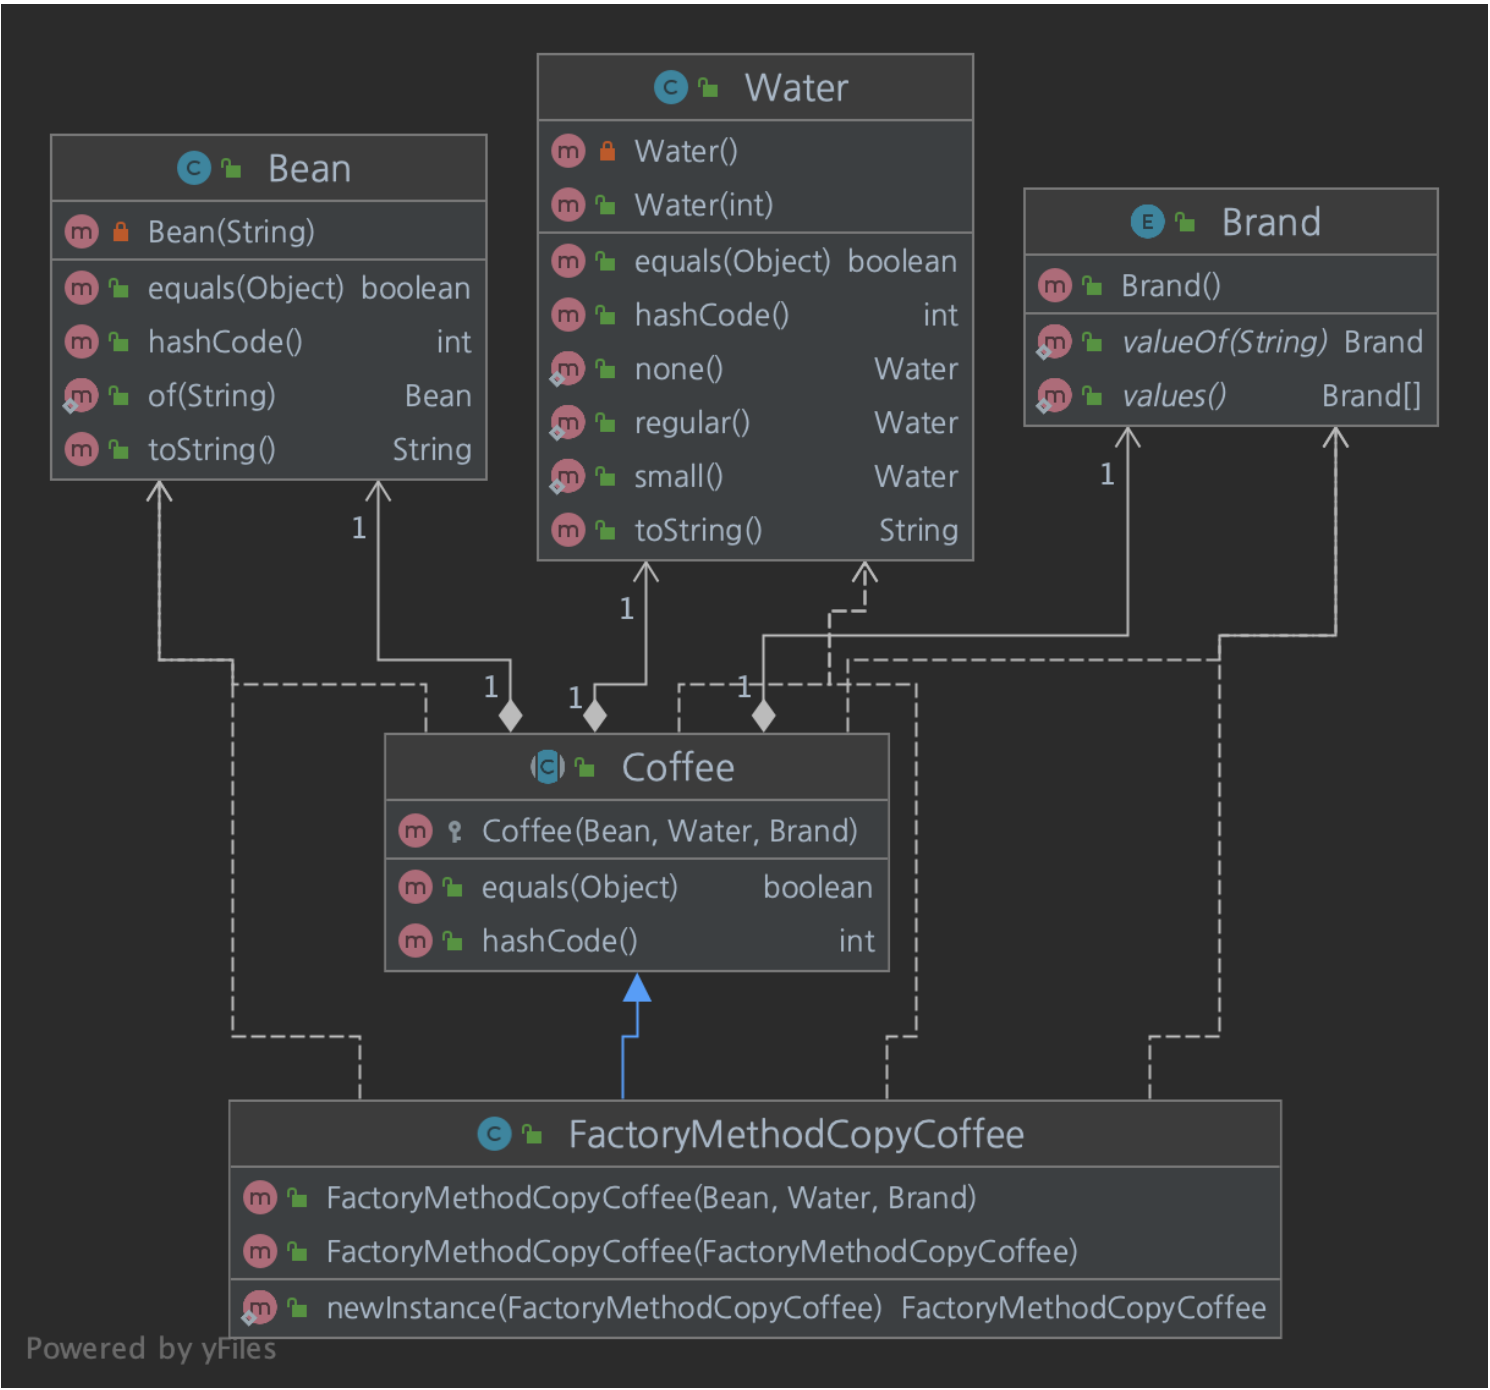 Water
Water()
Water(int)
equals(Object) boolean
hashCode() int
none() Water
regular() Water
small() Water
toString() String
Bean
Bean(String)
equals(Object) boolean
hashCode() int
of(String) Bean
toString() String
Brand
Brand()
valueOf(String) Brand
values() Brand[]
1
1
1
1
1
1
Coffee
Coffee(Bean, Water, Brand)
equals(Object) boolean
hashCode() int
FactoryMethodCopyCoffee
FactoryMethodCopyCoffee(Bean, Water, Brand)
FactoryMethodCopyCoffee(FactoryMethodCopyCoffee)
newInstance(FactoryMethodCopyCoffee) FactoryMethodCopyCoffee
Powered by yFiles